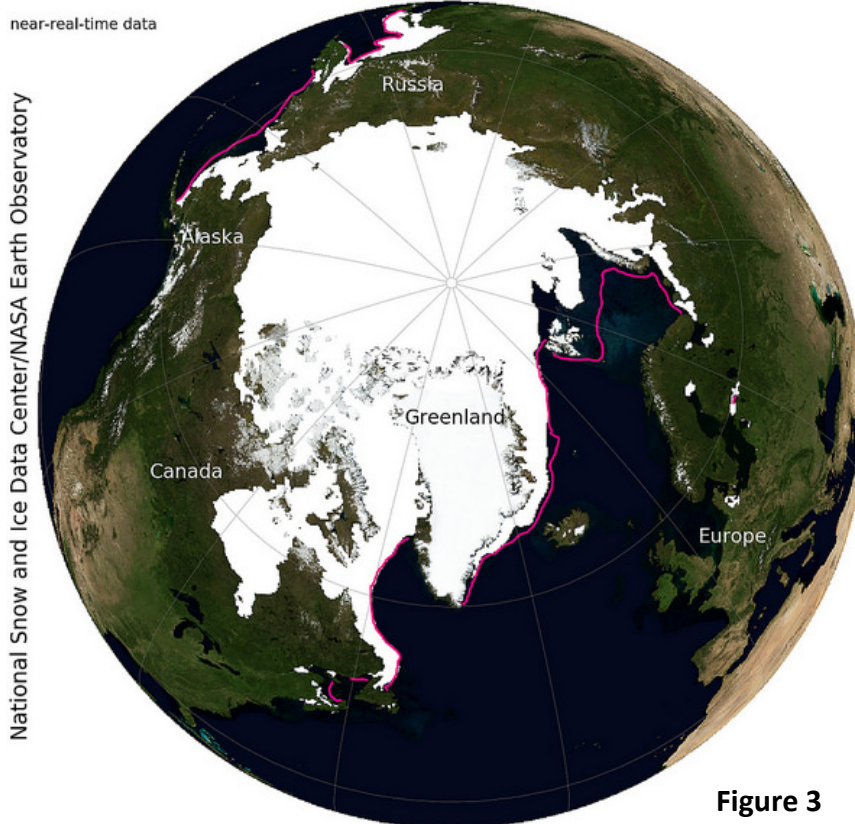 near-real-time data
National Snow and Ice Data Center/NASA Earth Observatory
Russia
Alaska
Greenland
Canada
Europe
Figure 3